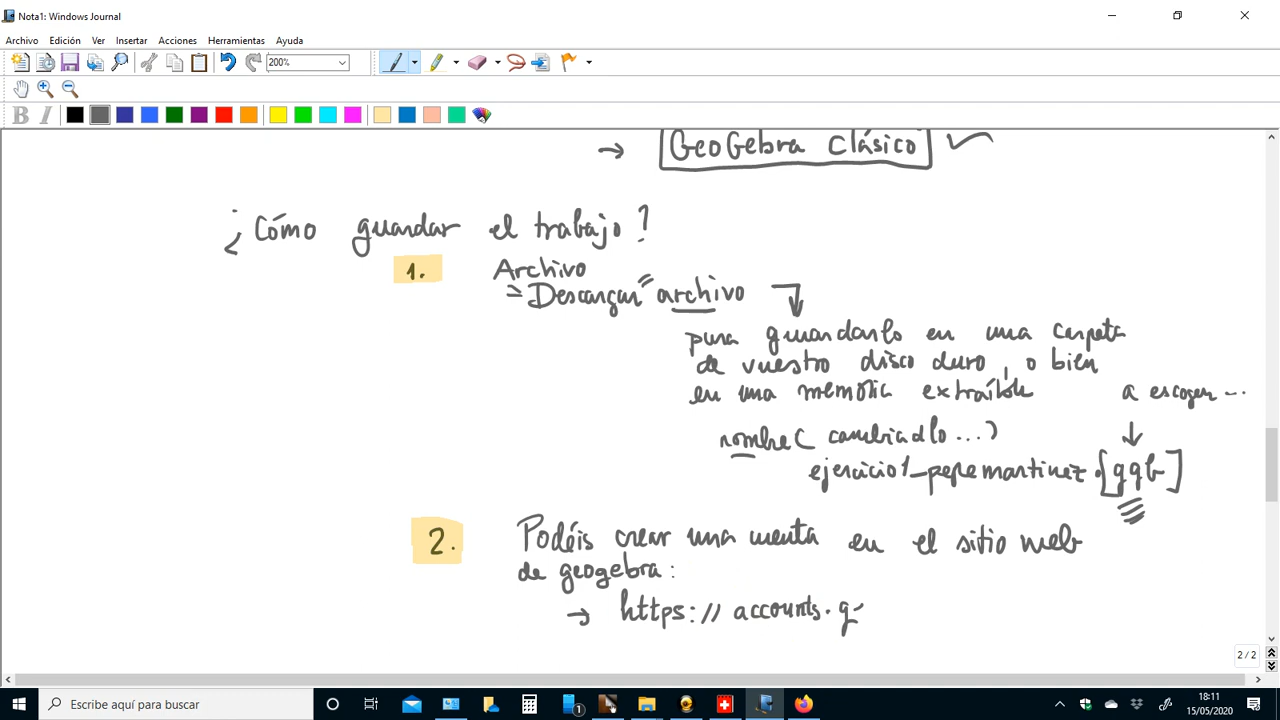 Nota1: Windows Journal
Archivo Edición Ver Insertar Acciones Herramientas Ayuda
200%
B I
→ GeoGebra Clásico
¿Cómo guardar el trabajo?
1. Archivo
= Descargar archivo
para guardarlo en una carpeta
de vuestro disco duro, o bien
en una memoria extraíble a escoger...
nombre ( cambiadlo ...)
ejercicio1_pepemartinez.[ggb]
2. Podéis crear una cuenta en el sitio web
de geogebra:
→ https:// accounts.g
2 / 2
Escribe aquí para buscar
1
18:11
15/05/2020